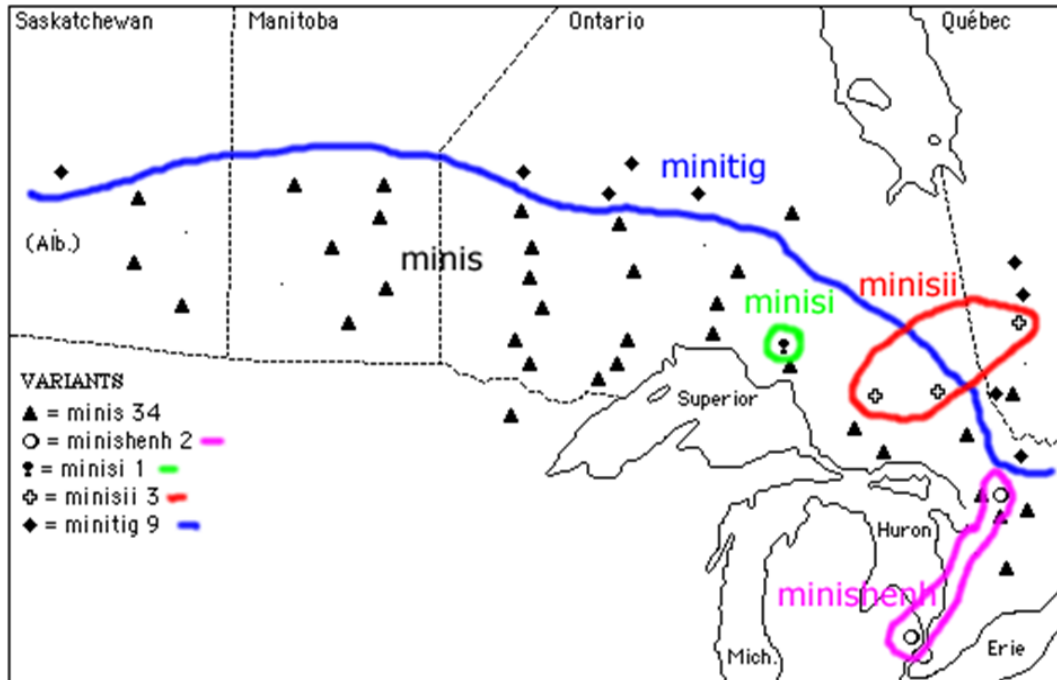 Saskatchewan Manitoba Ontario Québec
minitig
(Alb.)
minis
minisii
minisi
VARIANTS
▲ = minis 34
○ = minishenh 2
= minisi 1
= minisii 3
◆ = minitig 9
Superior
Huron
minishenh
Mich.
Erie